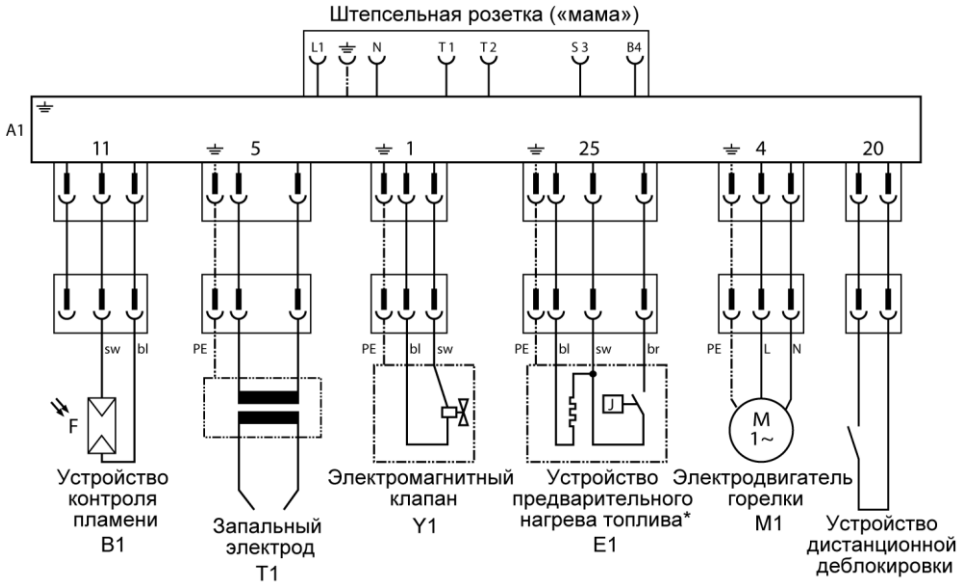 Штепсельная розетка («мама»)
L1 N T1 T2 S3 B4
A1
11 5 1 25 4 20
sw bl PE PE bl sw PE bl sw br PE L N
F
J
M
1~
Устройство
контроля
пламени
B1
Запальный
электрод
T1
Электромагнитный
клапан
Y1
Устройство
предварительного
нагрева топлива*
E1
Электродвигатель
горелки
M1
Устройство
дистанционной
деблокировки